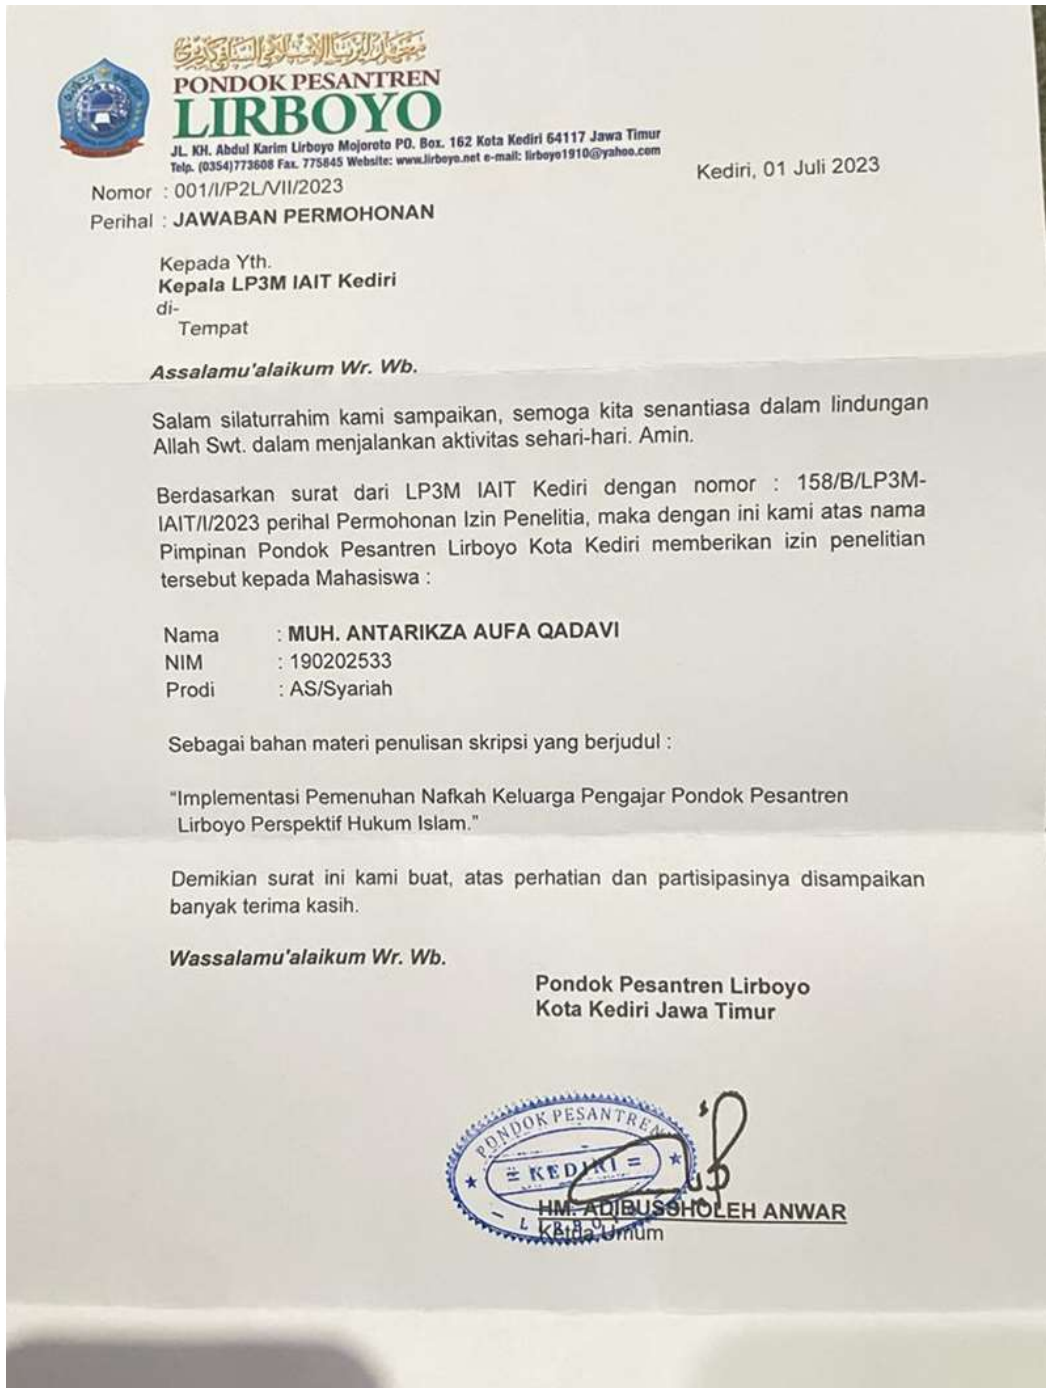 PONDOK PESANTREN
LIRBOYO
JL. KH. Abdul Karim Lirboyo Mojoroto PO. Box. 162 Kota Kediri 64117 Jawa Timur
Telp. (0354)773608 Fax. 775845 Website: www.lirboyo.net e-mail: lirboyo1910@yahoo.com
Kediri, 01 Juli 2023
Nomor : 001/I/P2L/VII/2023
Perihal : JAWABAN PERMOHONAN
Kepada Yth.
Kepala LP3M IAIT Kediri
di-
Tempat
Assalamu'alaikum Wr. Wb.
Salam silaturrahim kami sampaikan, semoga kita senantiasa dalam lindungan
Allah Swt. dalam menjalankan aktivitas sehari-hari. Amin.
Berdasarkan surat dari LP3M IAIT Kediri dengan nomor : 158/B/LP3M-
IAIT/I/2023 perihal Permohonan Izin Penelitia, maka dengan ini kami atas nama
Pimpinan Pondok Pesantren Lirboyo Kota Kediri memberikan izin penelitian
tersebut kepada Mahasiswa :
Nama : MUH. ANTARIKZA AUFA QADAVI
NIM : 190202533
Prodi : AS/Syariah
Sebagai bahan materi penulisan skripsi yang berjudul :
“Implementasi Pemenuhan Nafkah Keluarga Pengajar Pondok Pesantren
Lirboyo Perspektif Hukum Islam.”
Demikian surat ini kami buat, atas perhatian dan partisipasinya disampaikan
banyak terima kasih.
Wassalamu'alaikum Wr. Wb.
Pondok Pesantren Lirboyo
Kota Kediri Jawa Timur
PONDOK PESANTREN
= KEDIRI =
LIRBOYO
HM. ADIBUSSHOLEH ANWAR
Ketua Umum